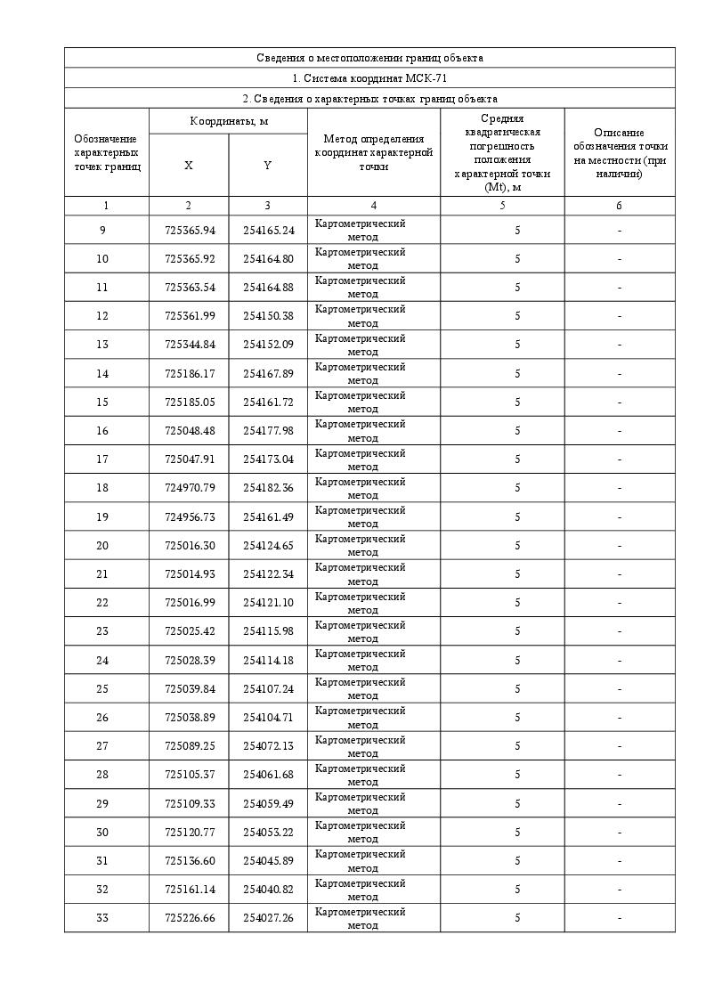 Сведения о местоположении границ объекта
1. Система координат МСК-71
2. Сведения о характерных точках границ объекта
Обозначение
характерных
точек границ
Координаты, м
X
Y
Метод определения
координат характерной
точки
Средняя
квадратическая
погрешность
положения
характерной точки
(Mt), м
Описание
обозначения точки
на местности (при
наличии)
1 2 3 4 5 6
9 725365.94 254165.24 Картометрический
метод 5 -
10 725365.92 254164.80 Картометрический
метод 5 -
11 725363.54 254164.88 Картометрический
метод 5 -
12 725361.99 254150.38 Картометрический
метод 5 -
13 725344.84 254152.09 Картометрический
метод 5 -
14 725186.17 254167.89 Картометрический
метод 5 -
15 725185.05 254161.72 Картометрический
метод 5 -
16 725048.48 254177.98 Картометрический
метод 5 -
17 725047.91 254173.04 Картометрический
метод 5 -
18 724970.79 254182.36 Картометрический
метод 5 -
19 724956.73 254161.49 Картометрический
метод 5 -
20 725016.30 254124.65 Картометрический
метод 5 -
21 725014.93 254122.34 Картометрический
метод 5 -
22 725016.99 254121.10 Картометрический
метод 5 -
23 725025.42 254115.98 Картометрический
метод 5 -
24 725028.39 254114.18 Картометрический
метод 5 -
25 725039.84 254107.24 Картометрический
метод 5 -
26 725038.89 254104.71 Картометрический
метод 5 -
27 725089.25 254072.13 Картометрический
метод 5 -
28 725105.37 254061.68 Картометрический
метод 5 -
29 725109.33 254059.49 Картометрический
метод 5 -
30 725120.77 254053.22 Картометрический
метод 5 -
31 725136.60 254045.89 Картометрический
метод 5 -
32 725161.14 254040.82 Картометрический
метод 5 -
33 725226.66 254027.26 Картометрический
метод 5 -